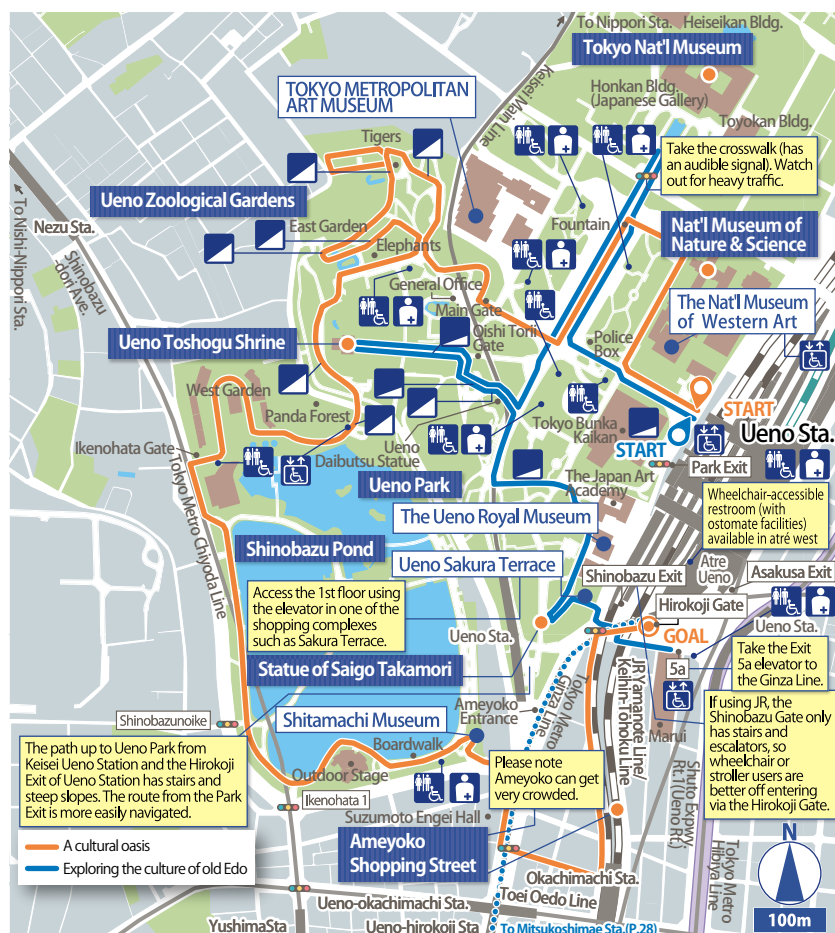 To Nippori Sta.
Heiseikan Bldg.
Tokyo Nat'l Museum
Keisei Main Line
Honkan Bldg.
(Japanese Gallery)
TOKYO METROPOLITAN
ART MUSEUM
Toyokan Bldg.
Tigers
Take the crosswalk (has
an audible signal). Watch
out for heavy traffic.
Ueno Zoological Gardens
To Nishi-Nippori Sta.
Nezu Sta.
Shinobazu
-dori Ave.
East Garden
Elephants
Fountain
Nat'l Museum of
Nature & Science
General Office
Main Gate
The Nat'l Museum
of Western Art
Oishi Torii
Gate
Police
Box
Ueno Toshogu Shrine
West Garden
Panda Forest
START
START
Ueno Sta.
Tokyo Bunka
Kaikan
Ikenohata Gate
Ueno
Daibutsu Statue
Park Exit
Ueno Park
The Japan Art
Academy
Wheelchair-accessible
restroom (with
ostomate facilities)
available in atré west
Tokyo Metro Chiyoda Line
The Ueno Royal Museum
Shinobazu Pond
Ueno Sakura Terrace
Atre
Ueno
Asakusa Exit
Shinobazu Exit
Access the 1st floor using
the elevator in one of the
shopping complexes
such as Sakura Terrace.
Hirokoji Gate
GOAL
Ueno Sta.
Ueno Sta.
Statue of Saigo Takamori
5a
Take the Exit
5a elevator to
the Ginza Line.
JR Yamanote Line/
Keihin-Tohoku Line
Tokyo Metro
Ginza Line
Ameyoko
Entrance
Shinobazunoike
Shitamachi Museum
Marui
If using JR, the
Shinobazu Gate only
has stairs and
escalators, so
wheelchair or
stroller users are
better off entering
via the Hirokoji Gate.
The path up to Ueno Park from
Keisei Ueno Station and the Hirokoji
Exit of Ueno Station has stairs and
steep slopes. The route from the Park
Exit is more easily navigated.
Boardwalk
Outdoor Stage
Please note
Ameyoko can get
very crowded.
Shuto Expwy.
Rt.1(Ueno Rt.)
Ikenohata 1
Suzumoto Engei Hall
N
A cultural oasis
Exploring the culture of old Edo
Ameyoko
Shopping Street
Tokyo Metro
Hibiya Line
Okachimachi Sta.
Toei Oedo Line
100m
Ueno-okachimachi Sta.
YushimaSta
Ueno-hirokoji Sta
To Mitsukoshimae Sta.(P.28)